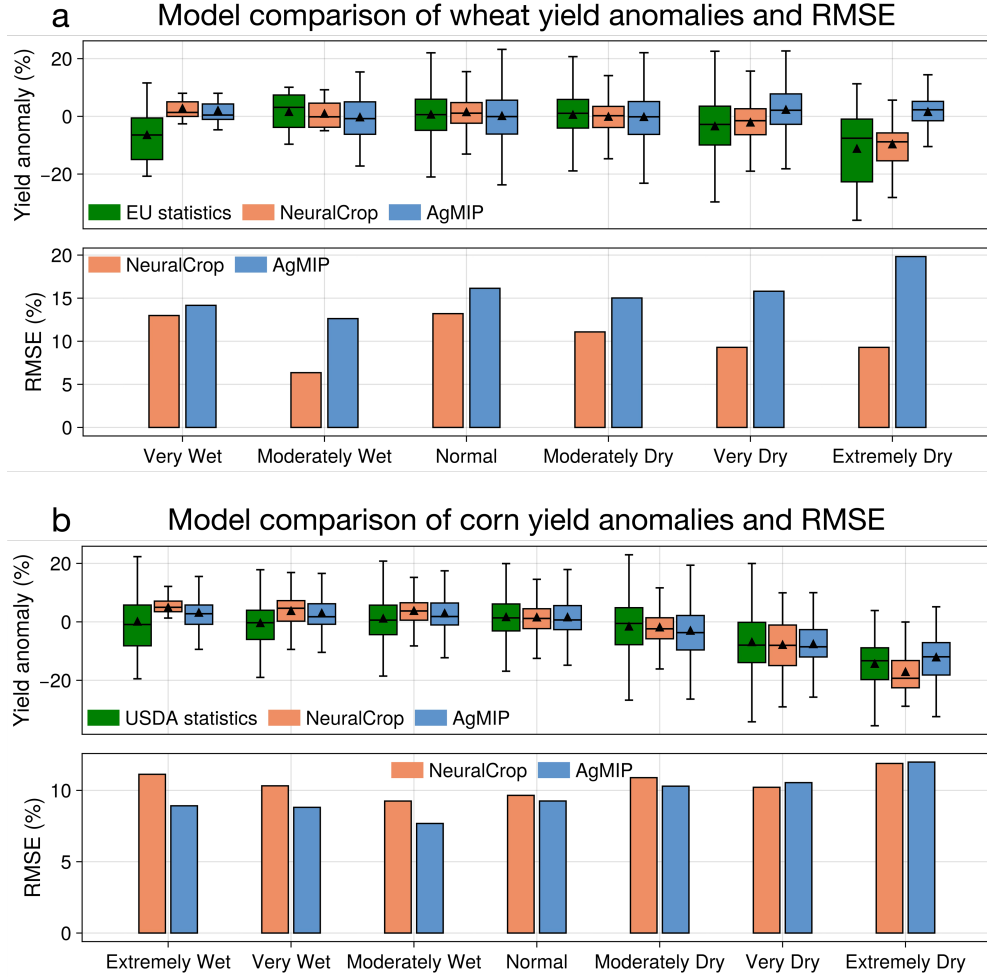 a Model comparison of wheat yield anomalies and RMSE
Yield anomaly (%)
20
0
−20
EU statistics NeuralCrop AgMIP
RMSE (%)
20
15
10
5
0
NeuralCrop AgMIP
Very Wet Moderately Wet Normal Moderately Dry Very Dry Extremely Dry
b Model comparison of corn yield anomalies and RMSE
Yield anomaly (%)
20
0
−20
USDA statistics NeuralCrop AgMIP
RMSE (%)
10
5
0
NeuralCrop AgMIP
Extremely Wet Very Wet Moderately Wet Normal Moderately Dry Very Dry Extremely Dry